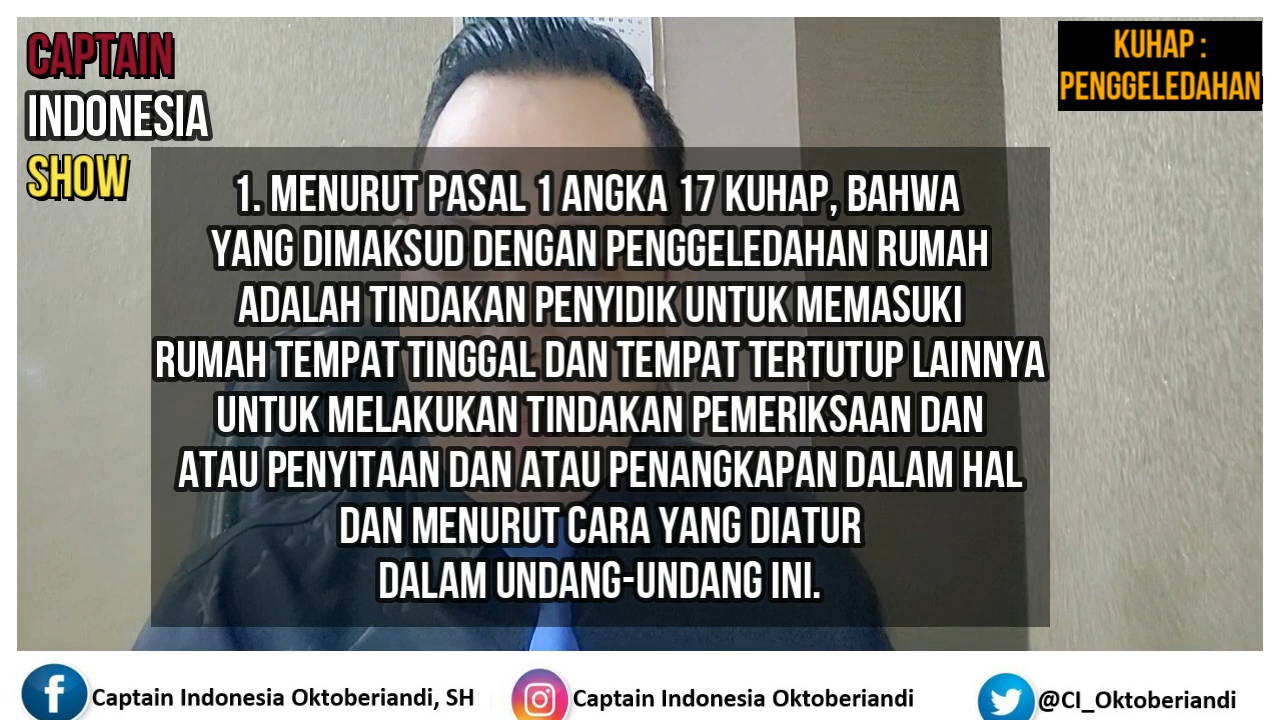 CAPTAIN
INDONESIA
SHOW
KUHAP :
PENGGELEDAHAN
1. MENURUT PASAL 1 ANGKA 17 KUHAP, BAHWA
YANG DIMAKSUD DENGAN PENGGELEDAHAN RUMAH
ADALAH TINDAKAN PENYIDIK UNTUK MEMASUKI
RUMAH TEMPAT TINGGAL DAN TEMPAT TERTUTUP LAINNYA
UNTUK MELAKUKAN TINDAKAN PEMERIKSAAN DAN
ATAU PENYITAAN DAN ATAU PENANGKAPAN DALAM HAL
DAN MENURUT CARA YANG DIATUR
DALAM UNDANG-UNDANG INI.
Captain Indonesia Oktoberiandi, SH
Captain Indonesia Oktoberiandi
@CI_Oktoberiandi